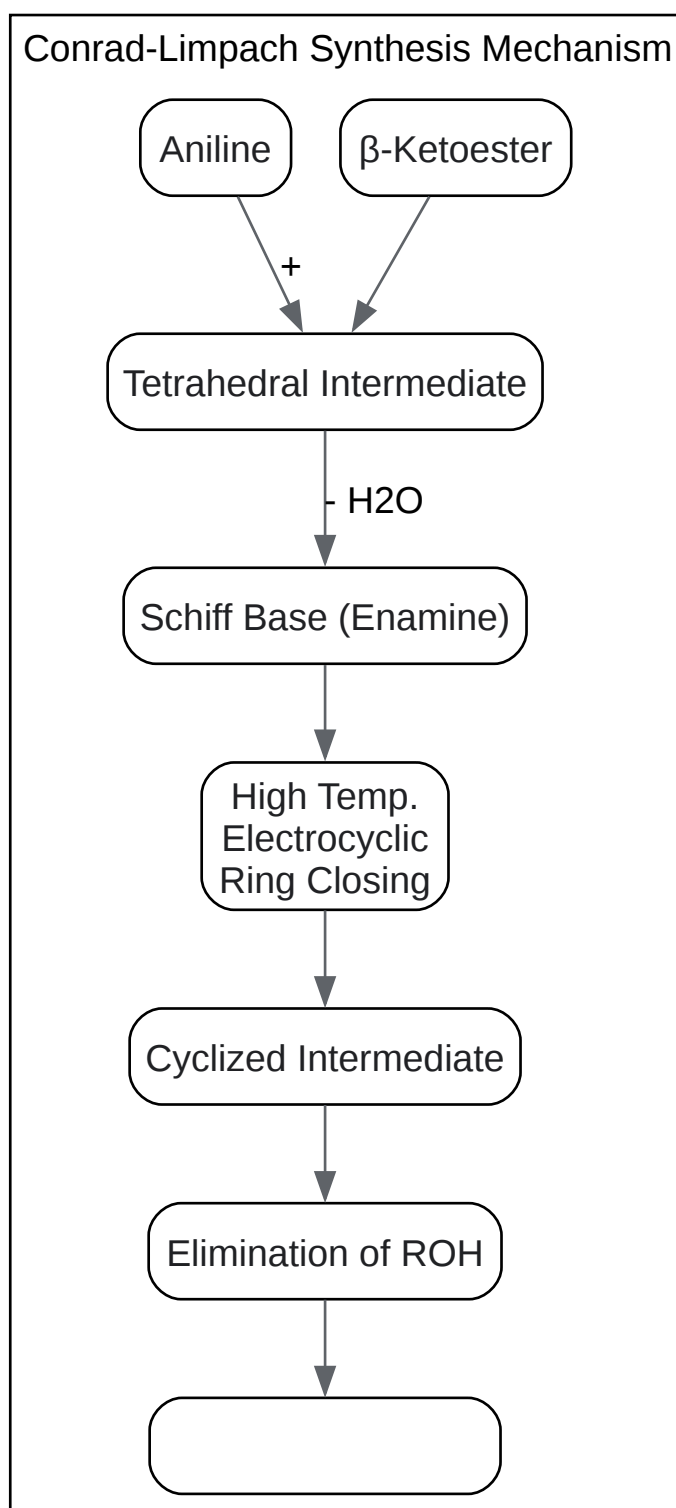 Conrad-Limpach Synthesis Mechanism
Aniline
β-Ketoester
+
Tetrahedral Intermediate
- H2O
Schiff Base (Enamine)
High Temp.
Electrocyclic
Ring Closing
Cyclized Intermediate
Elimination of ROH